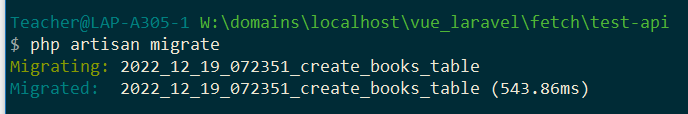 Teacher@LAP-A305-1 W:\domains\localhost\vue_laravel\fetch\test-api
$ php artisan migrate
Migrating: 2022_12_19_072351_create_books_table
Migrated:  2022_12_19_072351_create_books_table (543.86ms)